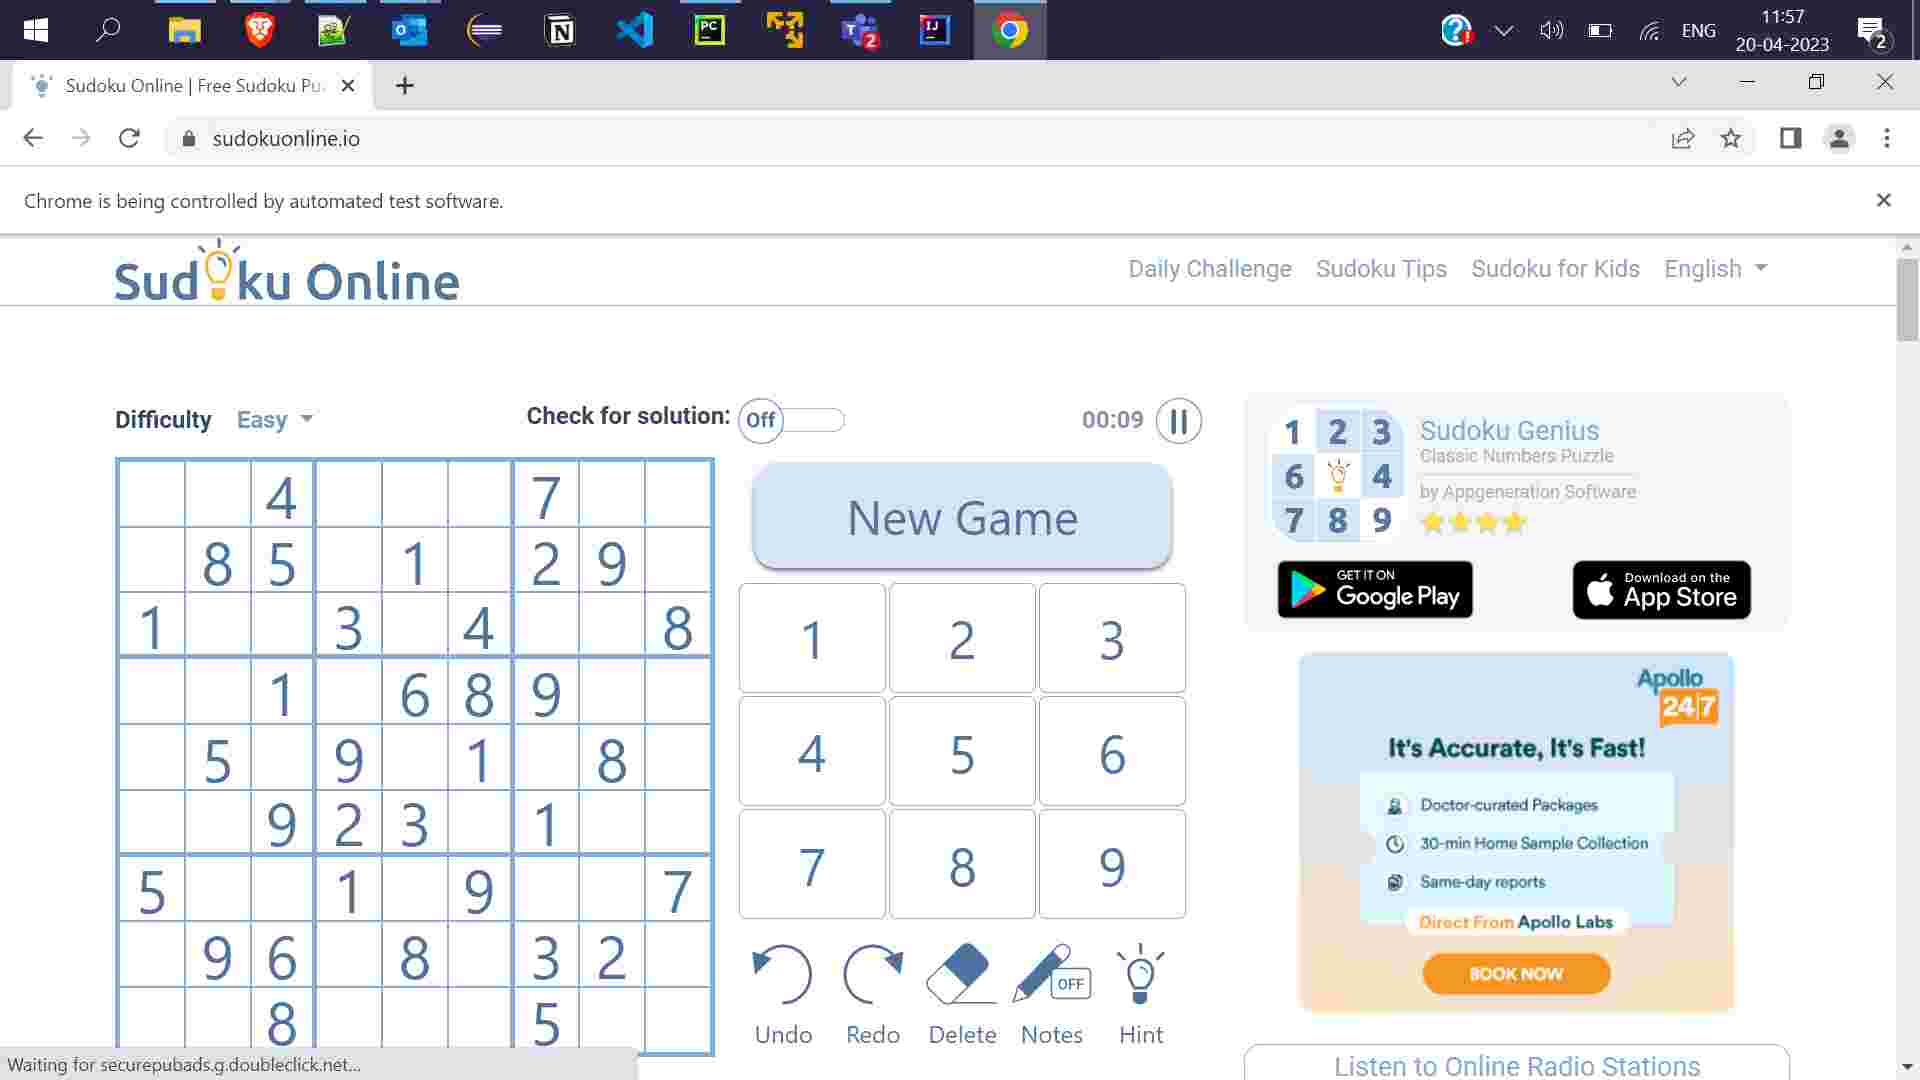 PC
T
2
IJ
ENG
11:57
20-04-2023
2
Sudoku Online | Free Sudoku Pu
sudokuonline.io
Chrome is being controlled by automated test software.
Sudoku Online
Daily Challenge Sudoku Tips Sudoku for Kids English
Difficulty Easy
Check for solution: Off
00:09
4 7
8 5 1 2 9
1 3 4 8
1 6 8 9
5 9 1 8
9 2 3 1
5 1 9 7
9 6 8 3 2
8 5
New Game
1 2 3
4 5 6
7 8 9
OFF
Undo Redo Delete Notes Hint
1 2 3
6 4
7 8 9
Sudoku Genius
Classic Numbers Puzzle
by Appgeneration Software
GET IT ON
Google Play
Download on the
App Store
Apollo
24|7
It's Accurate, It's Fast!
Doctor-curated Packages
30-min Home Sample Collection
Same-day reports
Direct From Apollo Labs
BOOK NOW
Listen to Online Radio Stations
Waiting for securepubads.g.doubleclick.net...